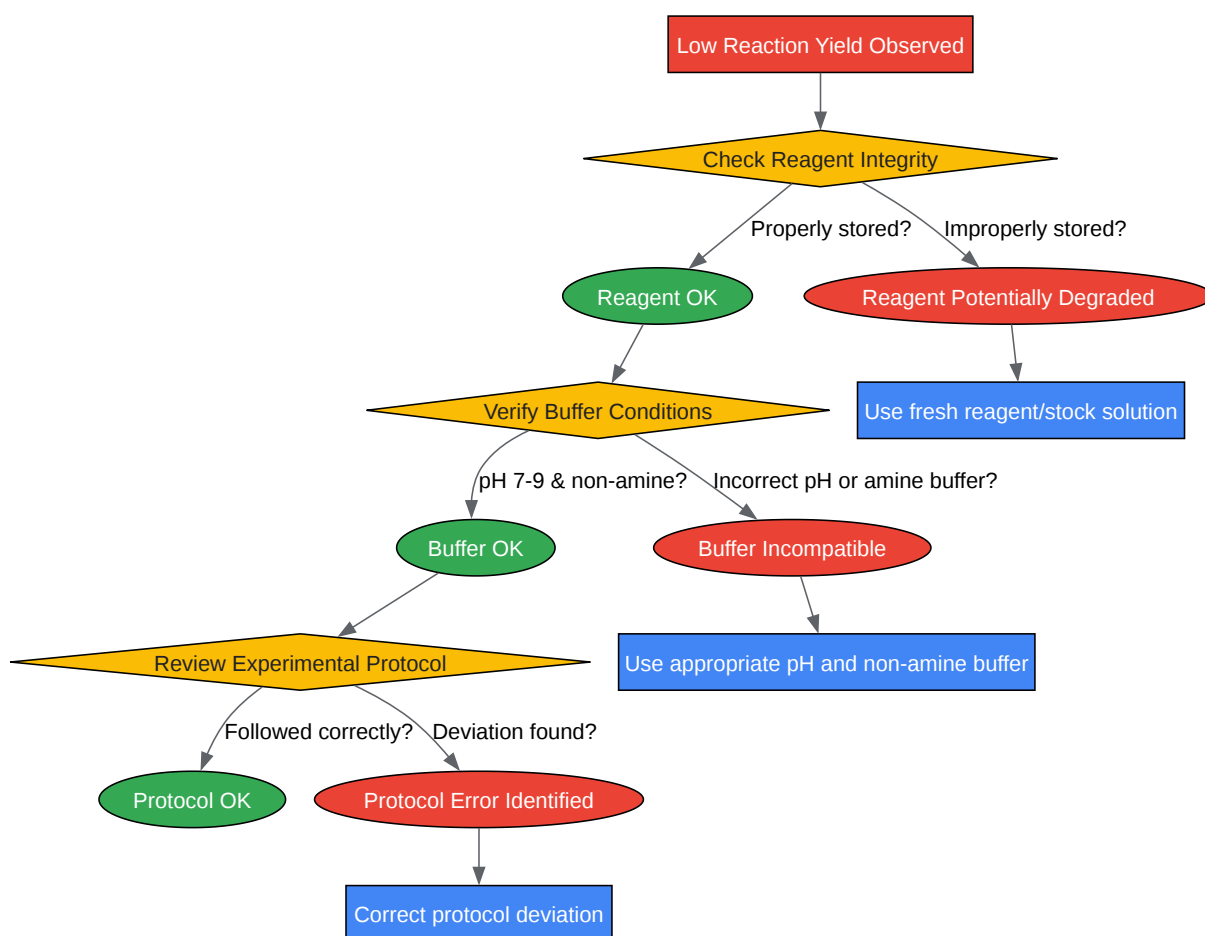 Low Reaction Yield Observed
Check Reagent Integrity
Properly stored?
Improperly stored?
Reagent OK
Reagent Potentially Degraded
Verify Buffer Conditions
Use fresh reagent/stock solution
pH 7-9 & non-amine?
Incorrect pH or amine buffer?
Buffer OK
Buffer Incompatible
Review Experimental Protocol
Use appropriate pH and non-amine buffer
Followed correctly?
Deviation found?
Protocol OK
Protocol Error Identified
Correct protocol deviation